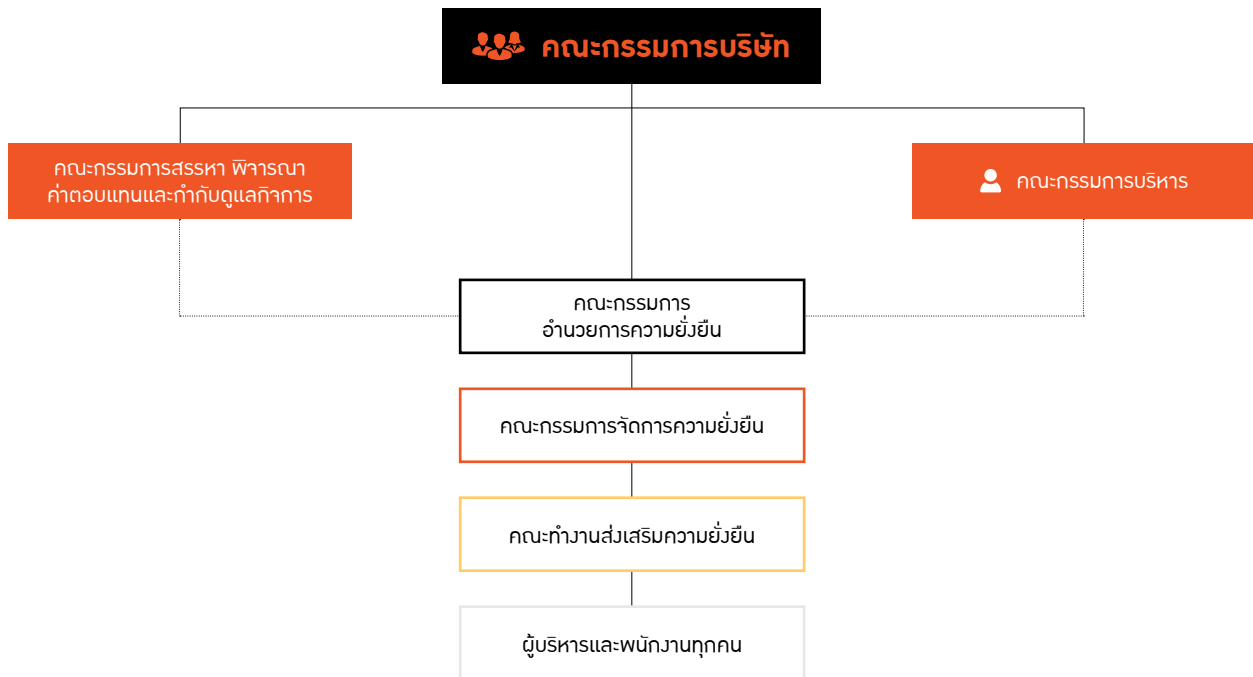 คณะกรรมการบริษัท
คณะกรรมการสรรหา พิจารณา
ค่าตอบแทนและกำกับดูแลกิจการ
คณะกรรมการบริหาร
คณะกรรมการ
อำนวยการความยั่งยืน
คณะกรรมการจัดการความยั่งยืน
คณะทำงานส่งเสริมความยั่งยืน
ผู้บริหารและพนักงานทุกคน